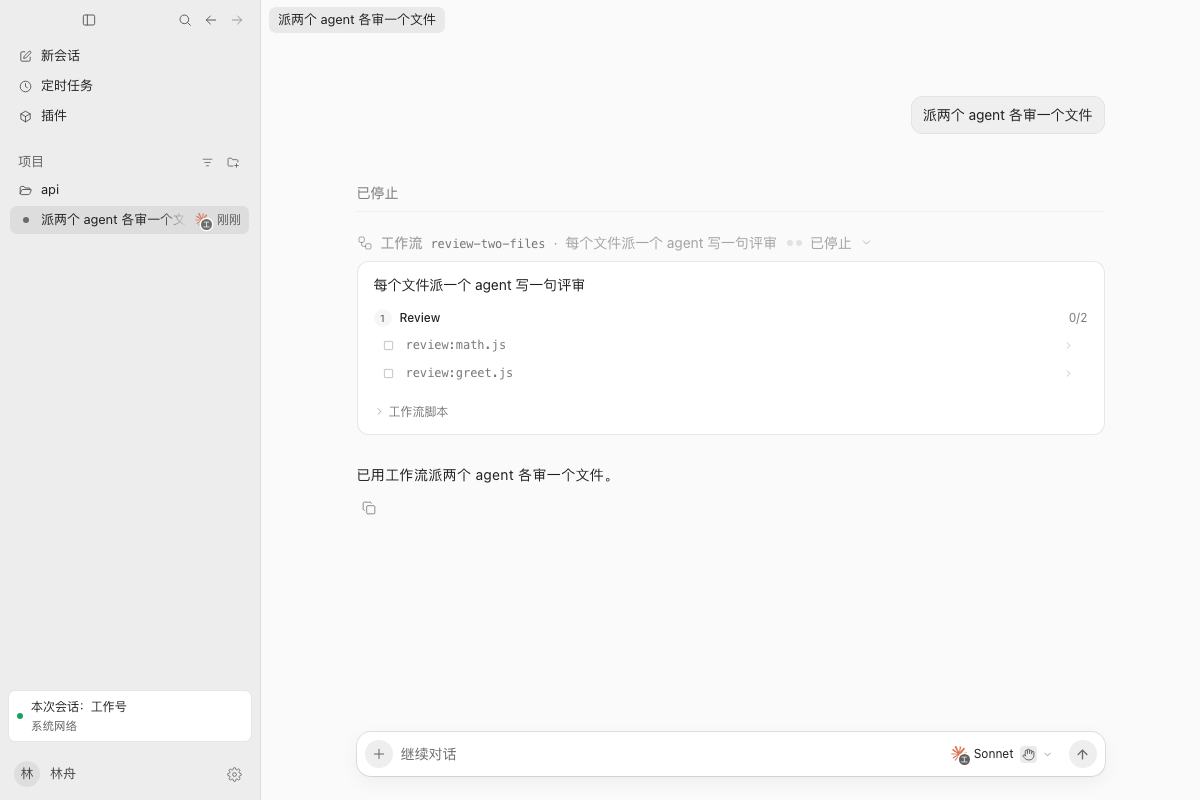 派两个 agent 各审一个文件
新会话
定时任务
插件
项目
api
派两个 agent 各审一个文 工 刚刚
派两个 agent 各审一个文件
已停止
工作流 review-two-files · 每个文件派一个 agent 写一句评审 已停止
每个文件派一个 agent 写一句评审
1 Review 0/2
review:math.js
review:greet.js
工作流脚本
已用工作流派两个 agent 各审一个文件。
本次会话：工作号
系统网络
林 林舟
继续对话 工 Sonnet